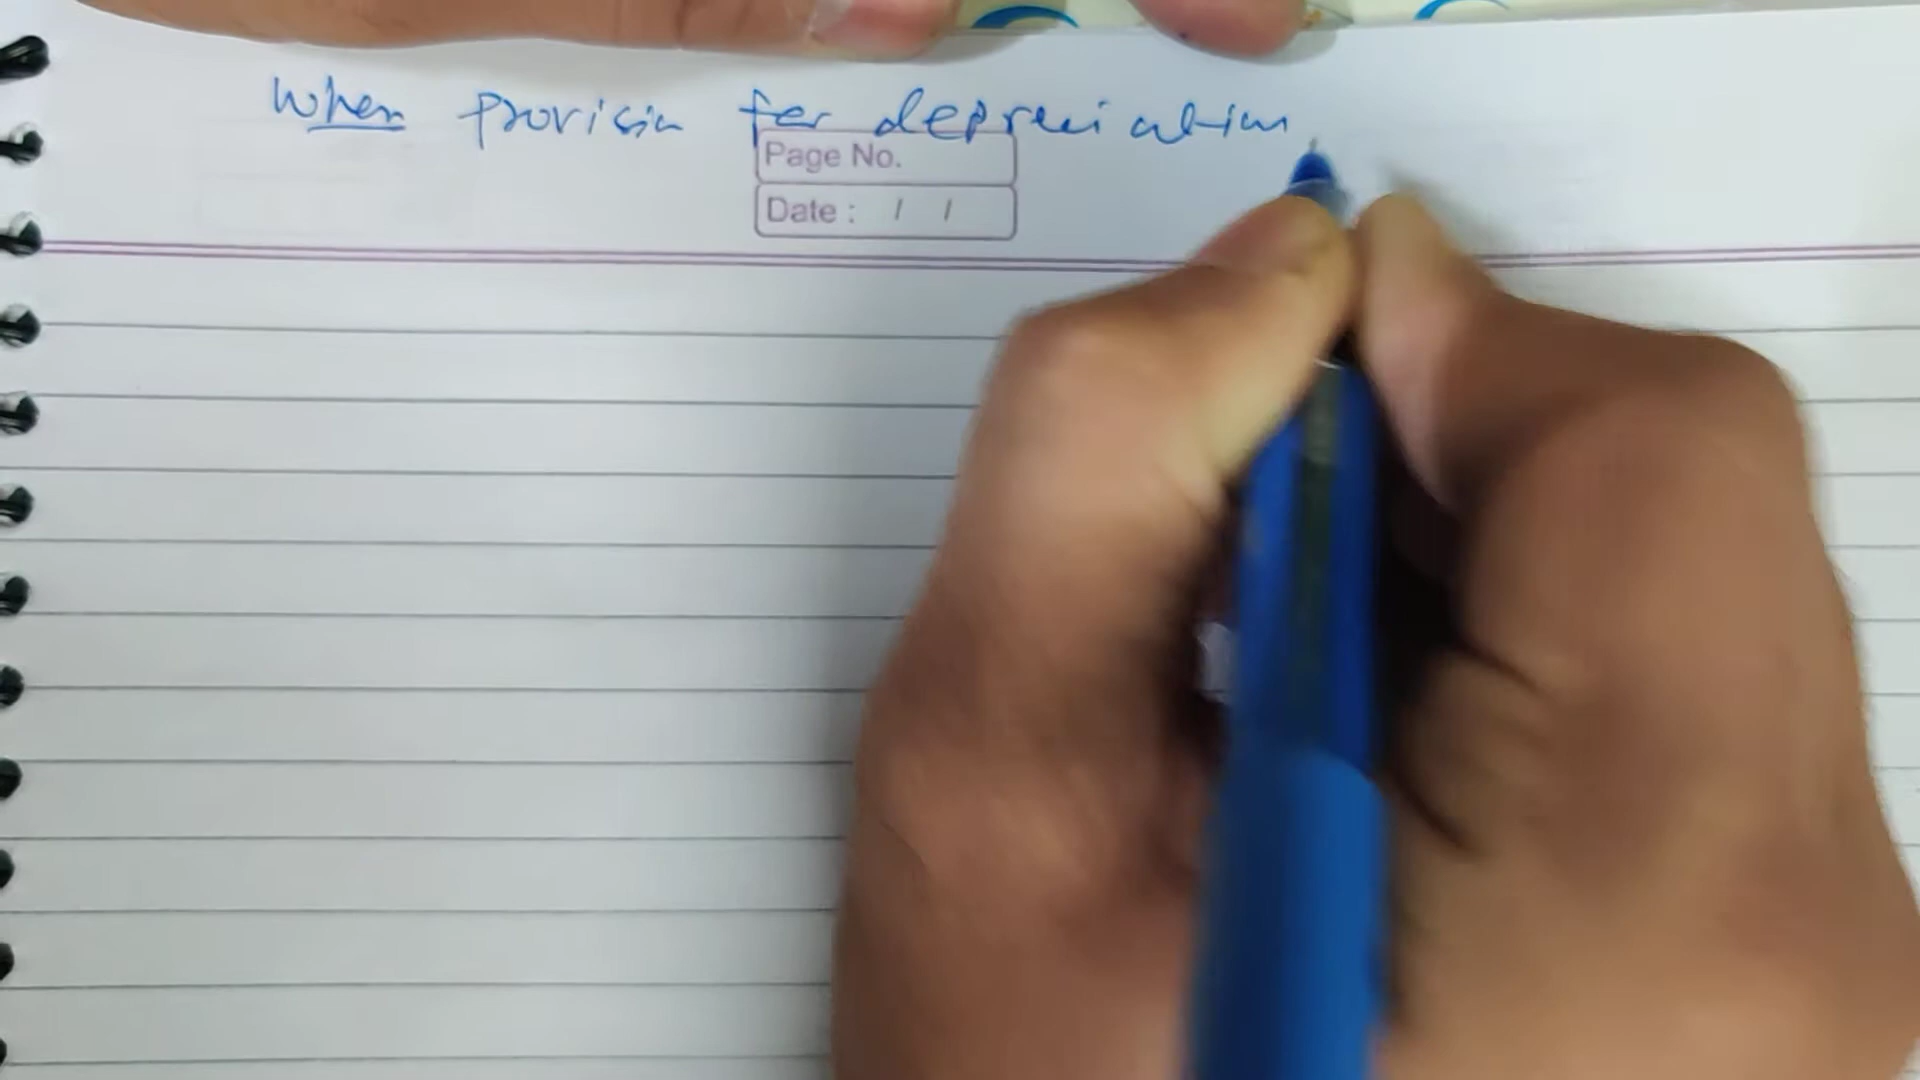 When provision for depreciation
Page No.
Date : / /